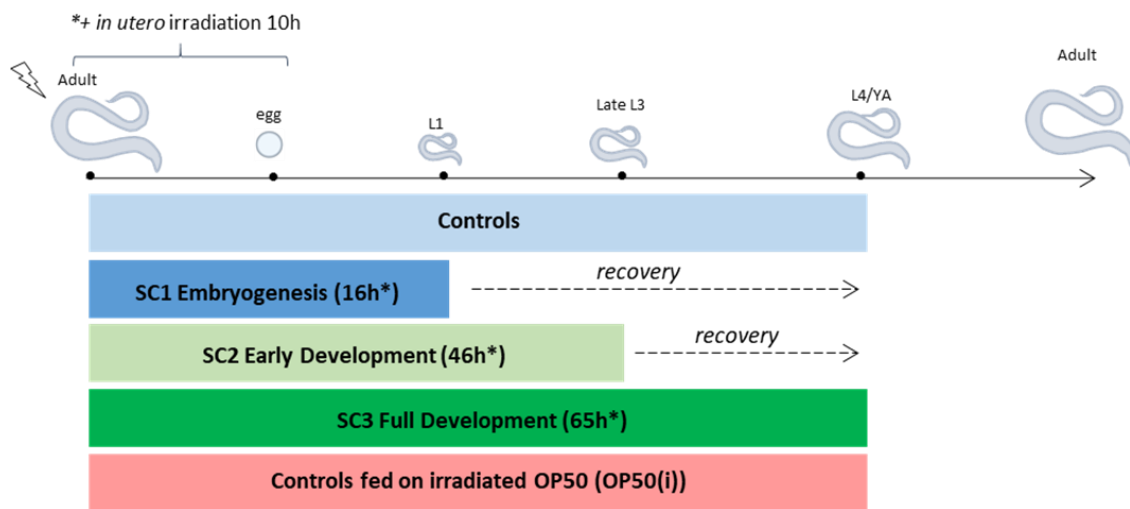 *+ in utero irradiation 10h
Adult
egg
L1
Late L3
L4/YA
Adult
Controls
SC1 Embryogenesis (16h*)
recovery
SC2 Early Development (46h*)
recovery
SC3 Full Development (65h*)
Controls fed on irradiated OP50 (OP50(i))